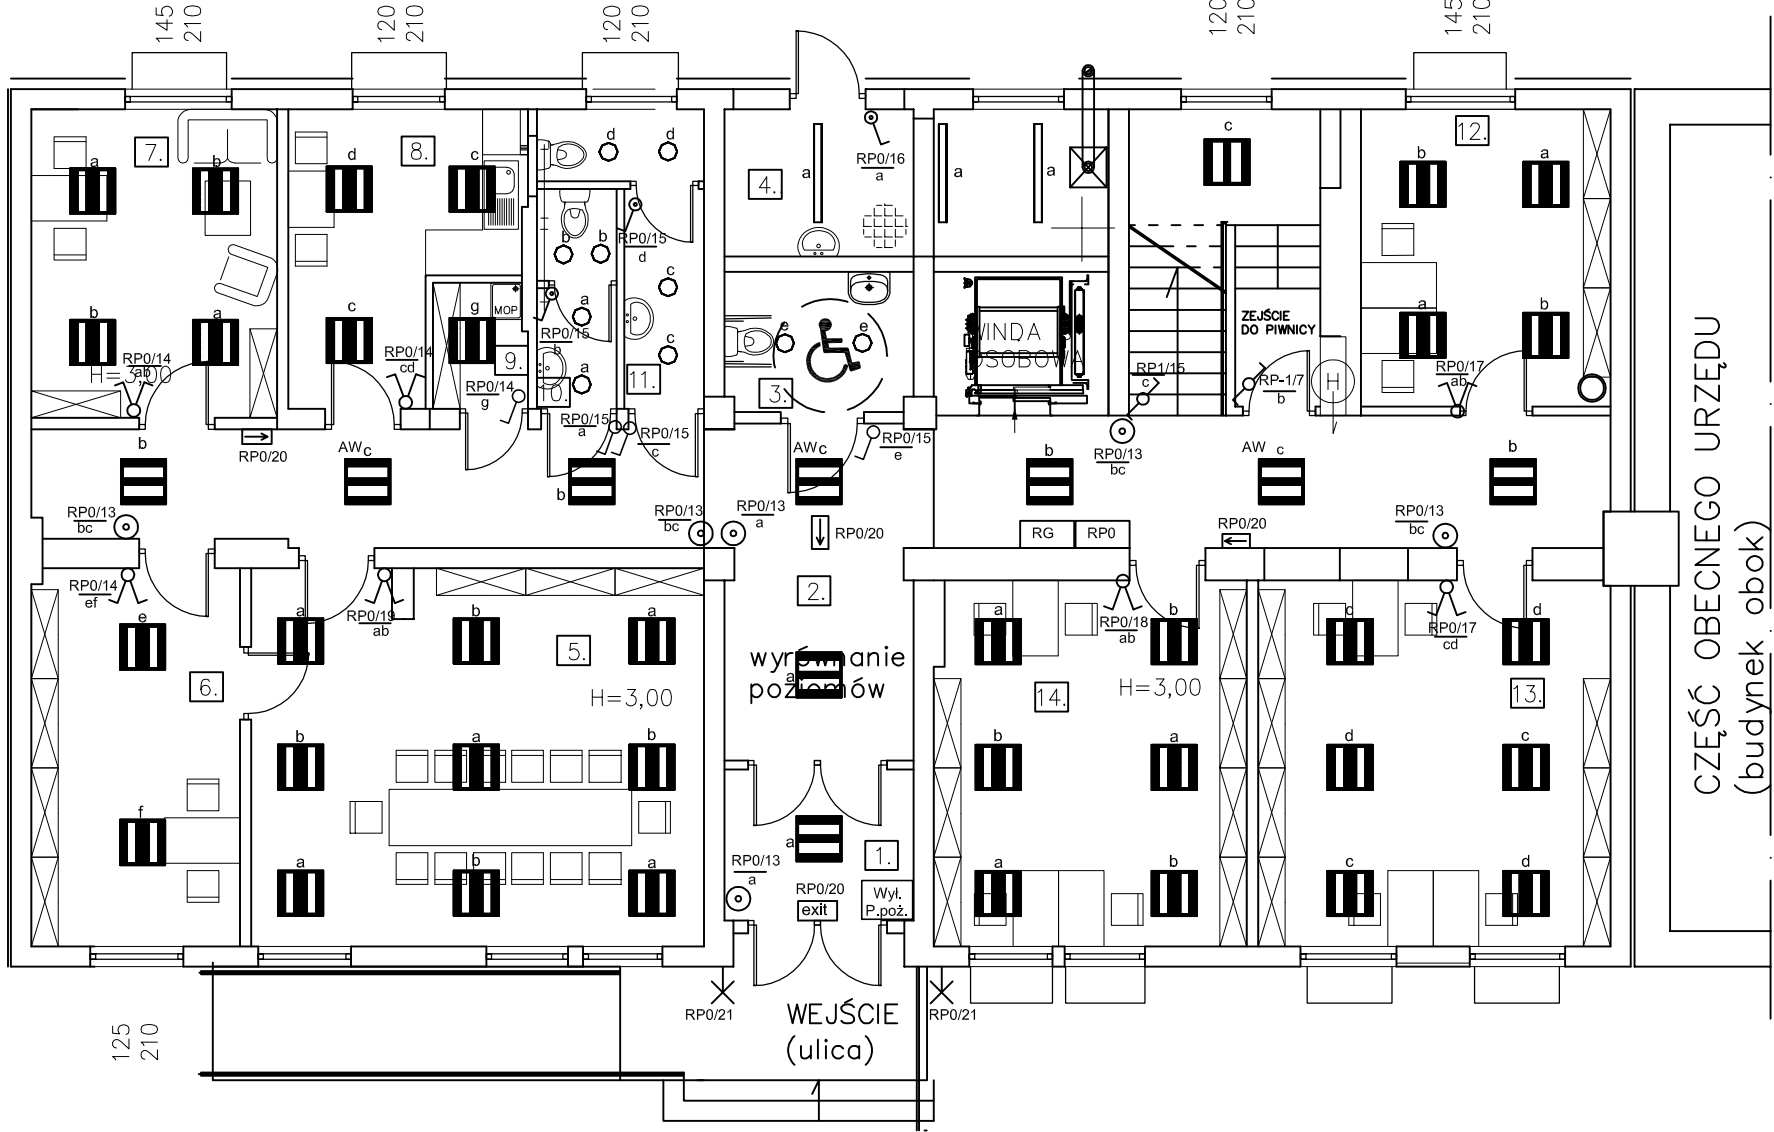 145
210
120
210
120
210
120
210
145
210
7.
8.
12.
4.
a
b
d
c
d
d
a
RP0/16
a
a
a
c
b
a
b
b
RP0/15
d
c
b
a
c
g
MOP
a
RP0/15
b
c
e
e
WINDA
OSOBOWA
ZEJŚCIE
DO PIWNICY
a
b
H=3,00
RP0/14
ab
RP0/14
cd
9.
RP0/14
g
10.
a
11.
3.
RP1/15
c
RP-1/7
b
H
RP0/17
ab
RP0/15
a
RP0/15
c
RP0/15
e
b
RP0/20
AW
c
b
AW
c
b
RP0/13
bc
AW
c
b
RP0/13
bc
RP0/13
bc
RP0/13
a
RP0/20
RG
RP0
RP0/20
RP0/13
bc
RP0/14
ef
e
a
RP0/19
ab
b
a
5.
2.
wyrównanie
poziomów
a
a
RP0/18
ab
b
c
RP0/17
cd
d
6.
H=3,00
14.
H=3,00
13.
b
a
b
b
a
d
c
f
a
b
a
a
1.
RP0/13
a
RP0/20
exit
Wył.
P.poż.
a
b
c
d
RP0/21
RP0/21
WEJŚCIE
(ulica)
125
210
CZĘŚĆ OBECNEGO URZĘDU
(budynek obok)